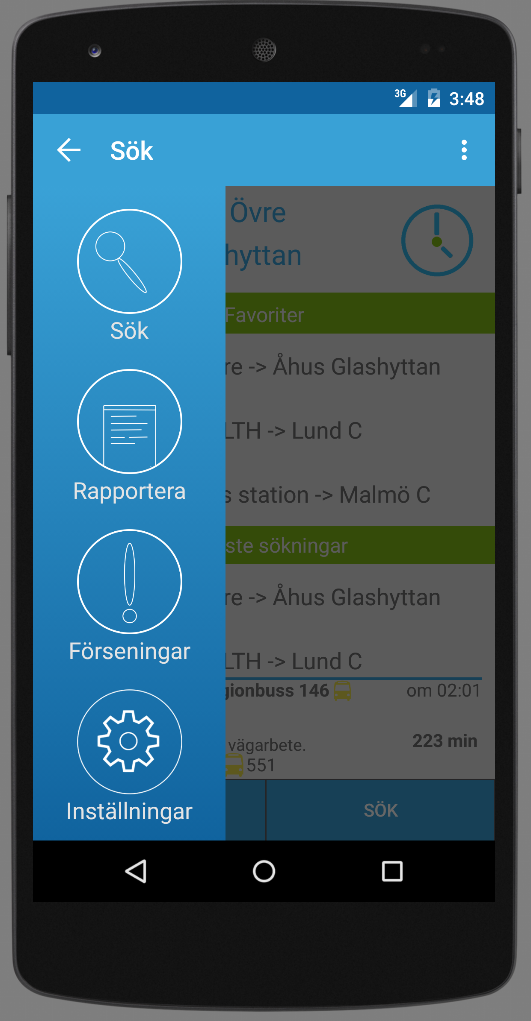 3G 3:48
Sök
Övre
hyttan
Sök
Favoriter
re -> Åhus Glashyttan
LTH -> Lund C
Rapportera
s station -> Malmö C
ste sökningar
re -> Åhus Glashyttan
Förseningar
LTH -> Lund C
gionbuss 146 om 02:01
vägarbete. 223 min
551
Inställningar
SÖK